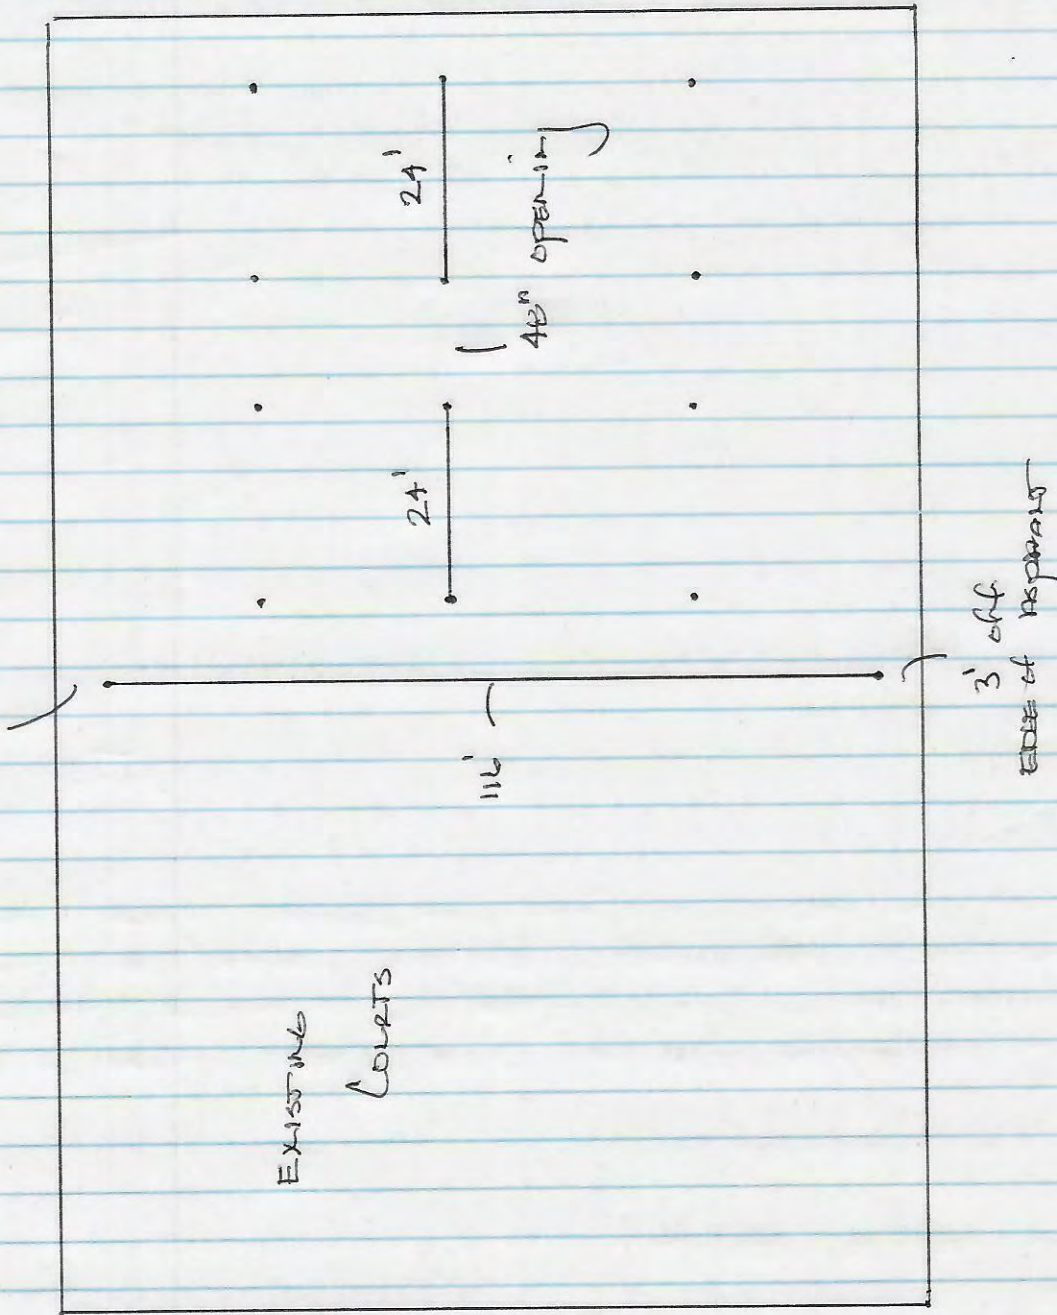 EXISTING
COURTS
24'
24'
116'
48" OPENING
3' off
EDGE of ASPHALT